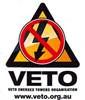 VETO
VETO ENERGEX TOWERS ORGANISATION
www.veto.org.au